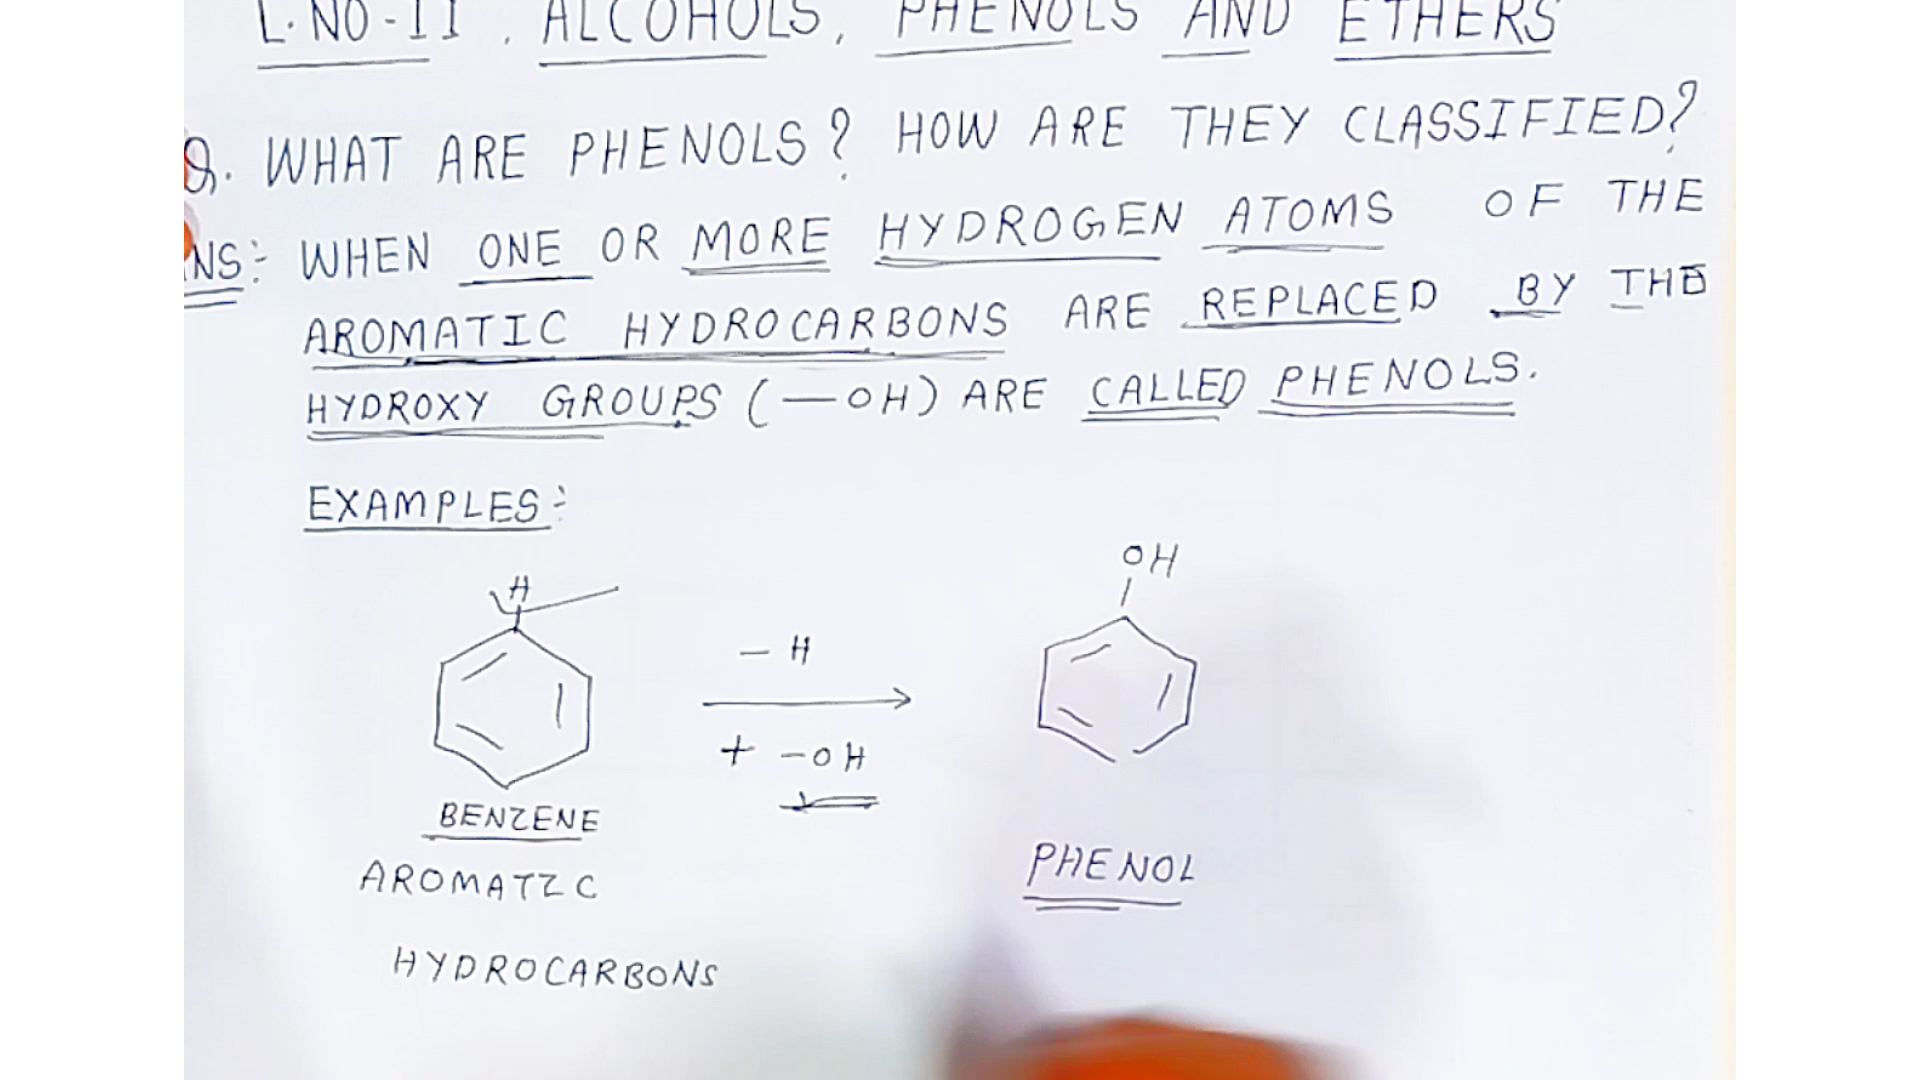 L.NO-II. ALCOHOLS, PHENOLS AND ETHERS
Q. WHAT ARE PHENOLS? HOW ARE THEY CLASSIFIED?
NS:- WHEN ONE OR MORE HYDROGEN ATOMS OF THE
AROMATIC HYDROCARBONS ARE REPLACED BY THE
HYDROXY GROUPS (—OH) ARE CALLED PHENOLS.
EXAMPLES:-
H
OH
— H
+ —OH
BENZENE
PHENOL
AROMATIC
HYDROCARBONS